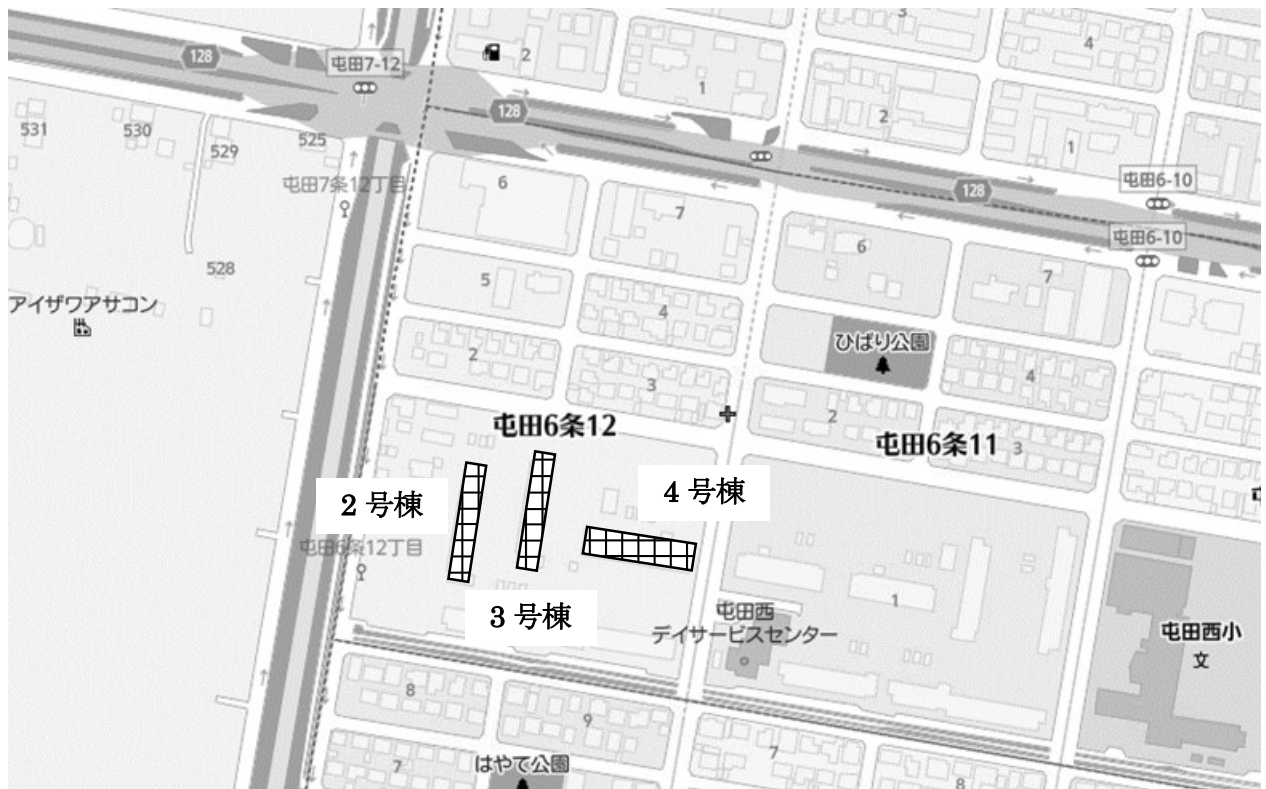 3
2
4
128
屯田7-12
1
128
2
531
530
525
1
529
屯田7条12丁目
6
128
屯田6-10
7
屯田6-10
6
528
7
5
アイザワアサコン
4
ひばり公園
2
3
4
2
屯田6条12
屯田6条11
3
2号棟
4号棟
屯田6条12丁目
3号棟
1
屯田西
デイサービスセンター
屯田西小
文
8
9
7
7
はやて公園
8